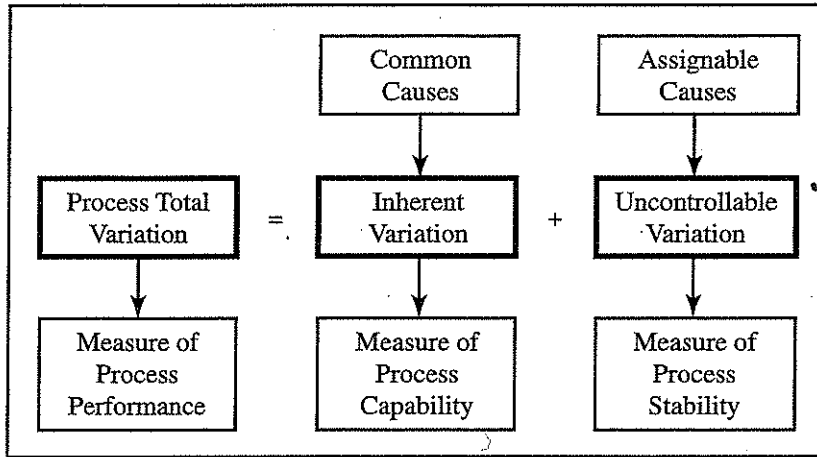 Common
Causes
Assignable
Causes
Process Total
Variation
=
Inherent
Variation
+
Uncontrollable
Variation
Measure of
Process
Performance
Measure of
Process
Capability
Measure of
Process
Stability